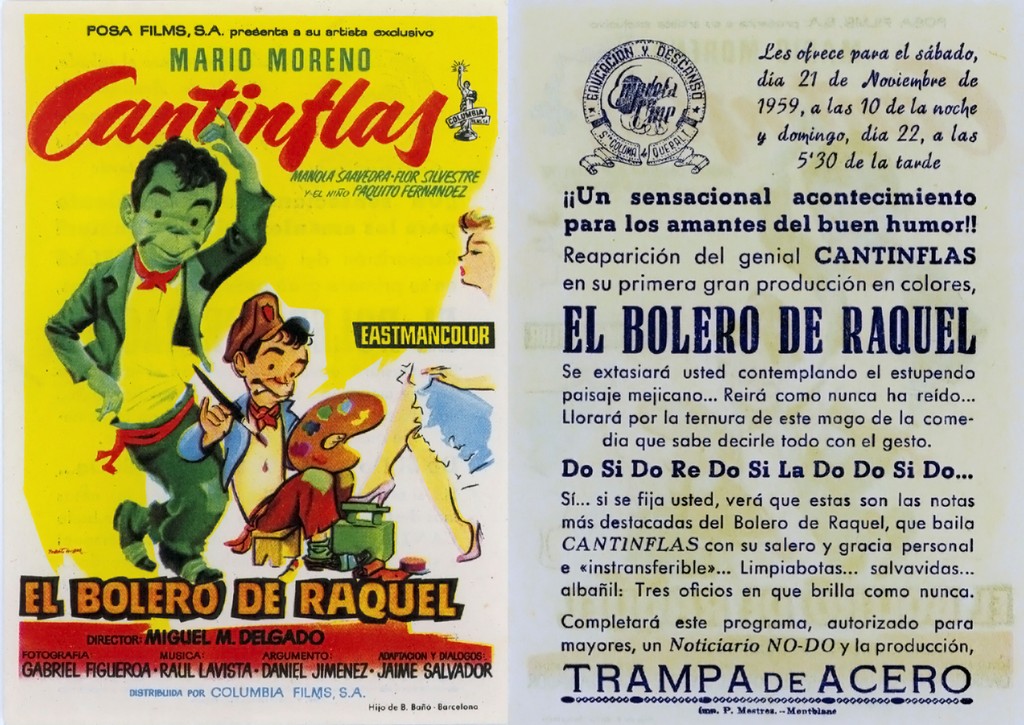 POSA FILMS, S.A. presenta a su artista exclusivo
MARIO MORENO
Cantinflas
COLUMBIA
MANOLA SAAVEDRA-FLOR SILVESTRE
Y-EL NIÑO PAQUITO FERNANDEZ
EASTMANCOLOR
EL BOLERO DE RAQUEL
DIRECTOR: MIGUEL M. DELGADO
FOTOGRAFIA: MUSICA: ARGUMENTO: ADAPTACION Y DIALOGOS:
GABRIEL FIGUEROA · RAUL LAVISTA · DANIEL JIMENEZ · JAIME SALVADOR
DISTRIBUIDA POR COLUMBIA FILMS, S.A.
Hijo de B. Baño - Barcelona
EDUCACION Y DESCANSO
Cine
Sta COLOMA de QUERALT
Les ofrece para el sábado,
día 21 de Noviembre de
1959, a las 10 de la noche
y domingo, día 22, a las
5'30 de la tarde
¡¡Un sensacional acontecimiento
para los amantes del buen humor!!
Reaparición del genial CANTINFLAS
en su primera gran producción en colores,
EL BOLERO DE RAQUEL
Se extasiará usted contemplando el estupendo
paisaje mejicano... Reirá como nunca ha reído...
Llorará por la ternura de este mago de la come-
dia que sabe decirle todo con el gesto.
Do Si Do Re Do Si La Do Do Si Do...
Sí... si se fija usted, verá que estas son las notas
más destacadas del Bolero de Raquel, que baila
CANTINFLAS con su salero y gracia personal
e «instransferible»... Limpiabotas... salvavidas...
albañil: Tres oficios en que brilla como nunca.
Completará este programa, autorizado para
mayores, un Noticiario NO-DO y la producción,
TRAMPA DE ACERO
Imp. P. Mestres. - Montblanc